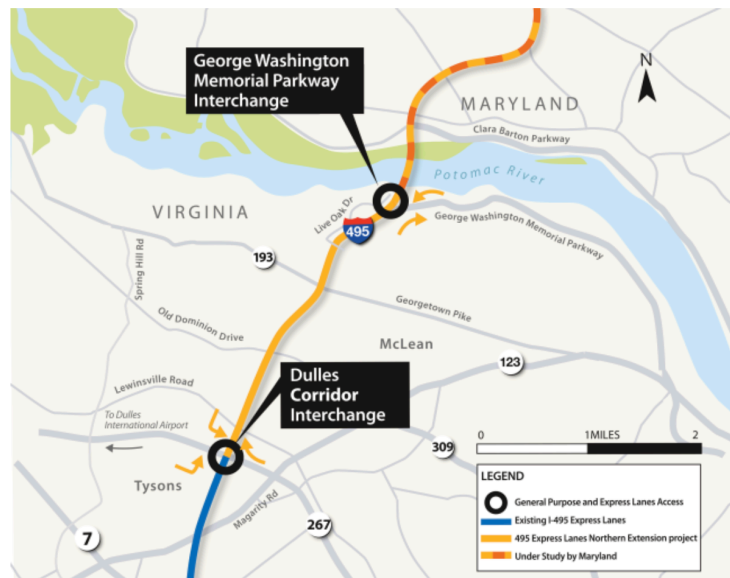 George Washington
Memorial Parkway
Interchange
N
MARYLAND
Clara Barton Parkway
Potomac River
VIRGINIA
Live Oak Dr
495
George Washington Memorial Parkway
Spring Hill Rd
193
Georgetown Pike
Old Dominion Drive
McLean
123
Dulles
Corridor
Interchange
Lewinsville Road
To Dulles
International Airport
0 1MILES 2
309
Tysons
Magarity Rd
267
7
LEGEND
General Purpose and Express Lanes Access
Existing I-495 Express Lanes
495 Express Lanes Northern Extension project
Under Study by Maryland